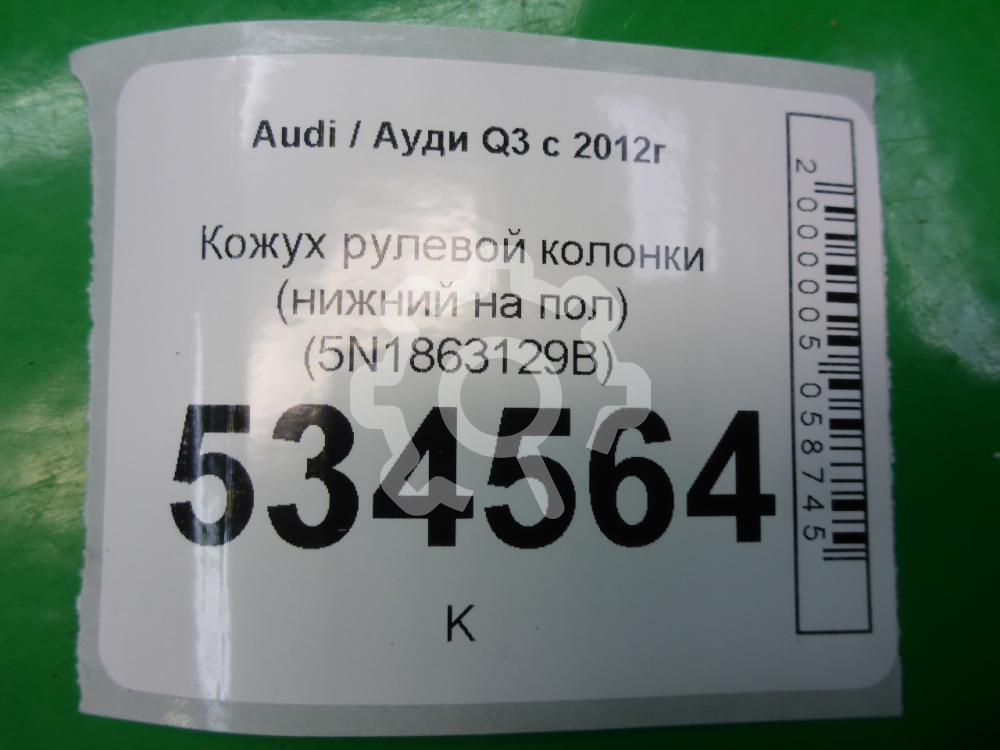 Audi / Ауди Q3 с 2012г
Кожух рулевой колонки
(нижний на пол)
(5N1863129B)
534564
К
2000005058745